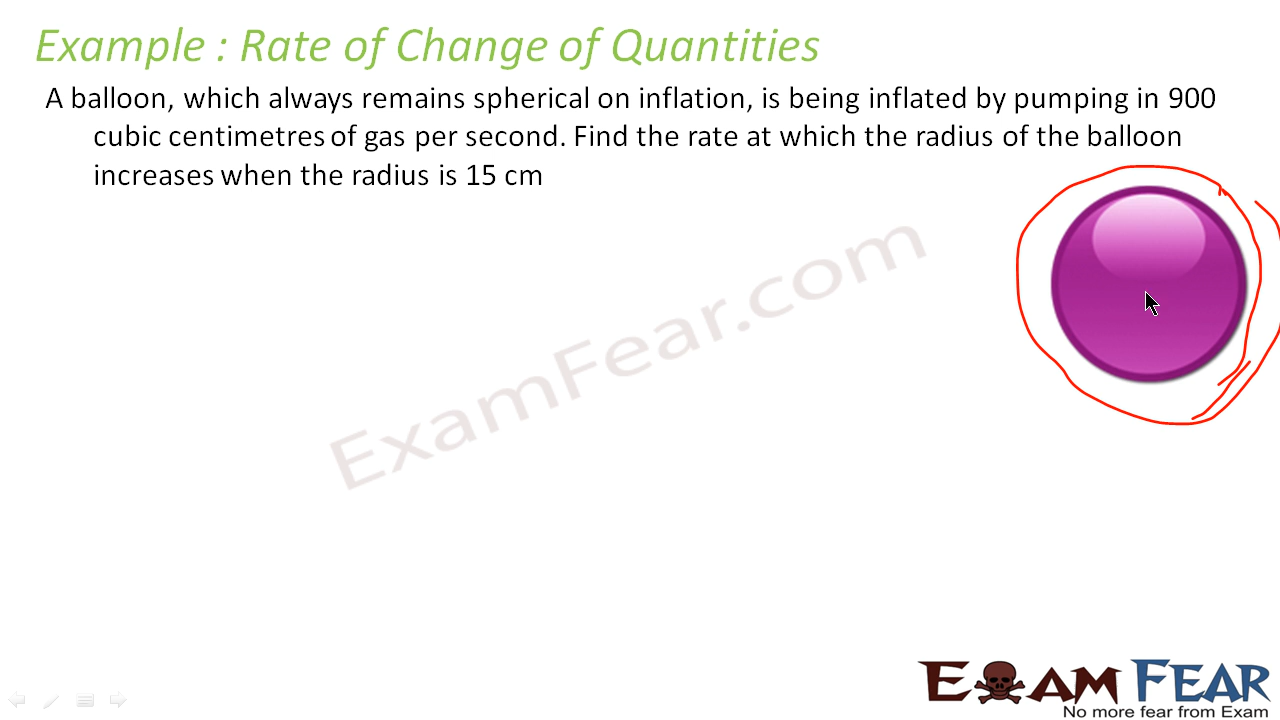 Example : Rate of Change of Quantities
A balloon, which always remains spherical on inflation, is being inflated by pumping in 900
cubic centimetres of gas per second. Find the rate at which the radius of the balloon
increases when the radius is 15 cm
ExamFear.com
EXAM FEAR
No more fear from Exam